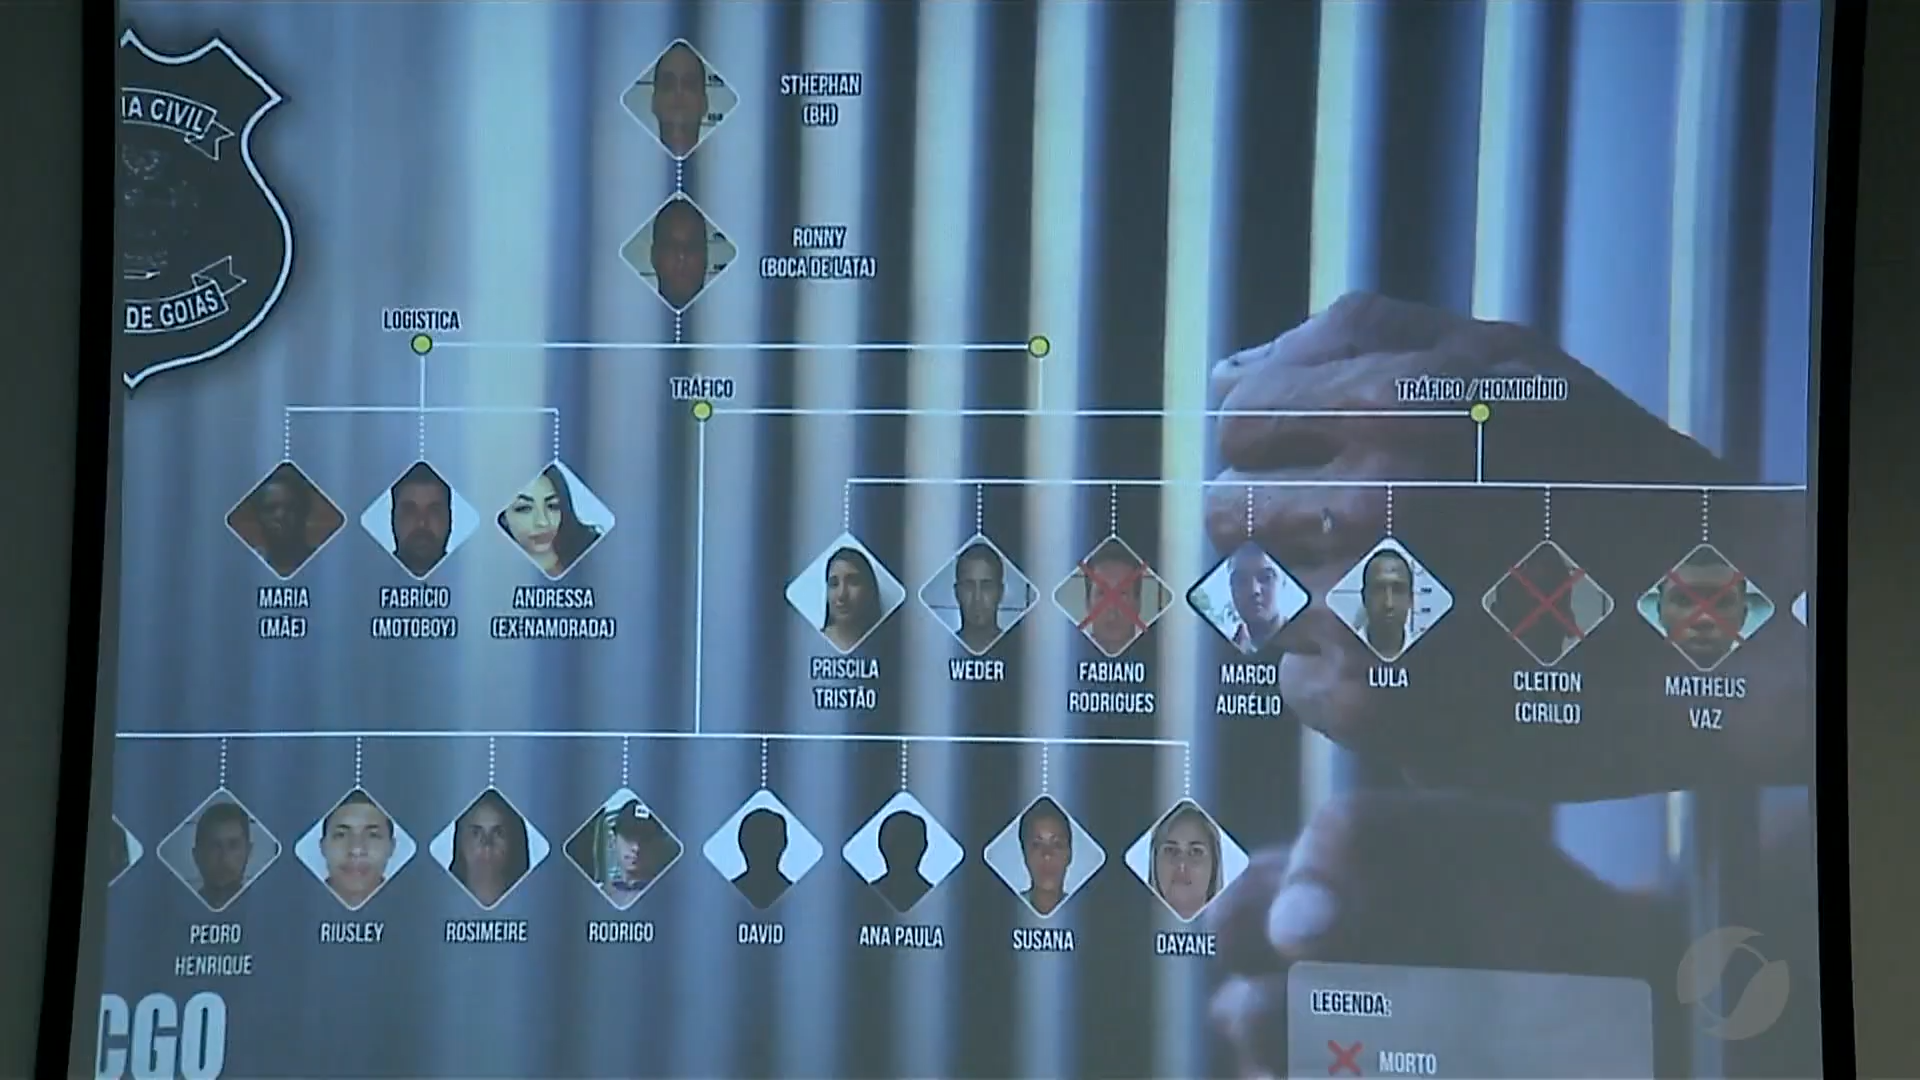 IA CIVIL
DE GOIÁS
STHEPHAN
(BH)
RONNY
(BOCA DE LATA)
LOGISTICA
TRÁFICO
TRÁFICO / HOMICÍDIO
MARIA
(MÃE)
FABRÍCIO
(MOTOBOY)
ANDRESSA
(EX-NAMORADA)
PRISCILA
TRISTÃO
WEDER
FABIANO
RODRIGUES
MARCO
AURÉLIO
LULA
CLEITON
(CIRILO)
MATHEUS
VAZ
PEDRO
HENRIQUE
RIUSLEY
ROSIMEIRE
RODRIGO
DAVID
ANA PAULA
SUSANA
DAYANE
CGO
LEGENDA:
MORTO